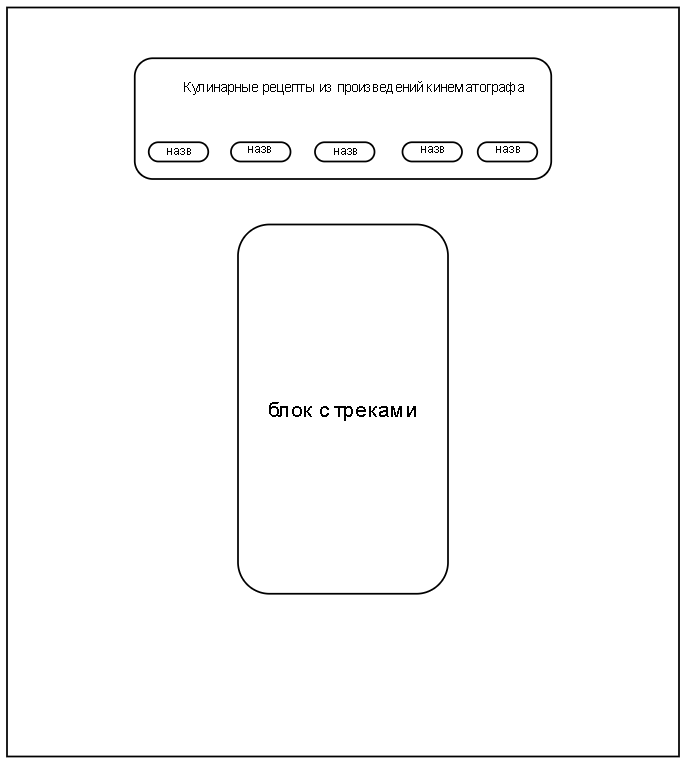 Кулинарные рецепты из произведений кинематографа
назв назв назв назв назв
блок с треками